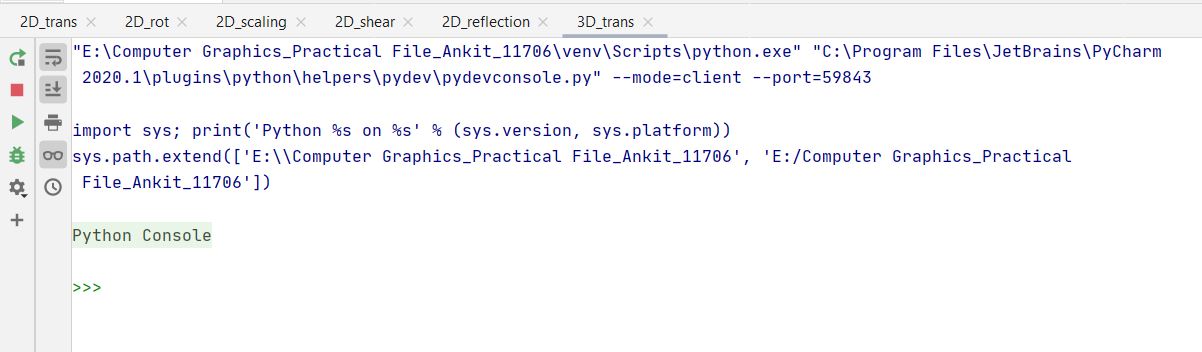 2D_trans 2D_rot 2D_scaling 2D_shear 2D_reflection 3D_trans
"E:\Computer Graphics_Practical File_Ankit_11706\venv\Scripts\python.exe" "C:\Program Files\JetBrains\PyCharm
2020.1\plugins\python\helpers\pydev\pydevconsole.py" --mode=client --port=59843
import sys; print('Python %s on %s' % (sys.version, sys.platform))
sys.path.extend(['E:\\Computer Graphics_Practical File_Ankit_11706', 'E:/Computer Graphics_Practical
File_Ankit_11706'])
Python Console
>>>